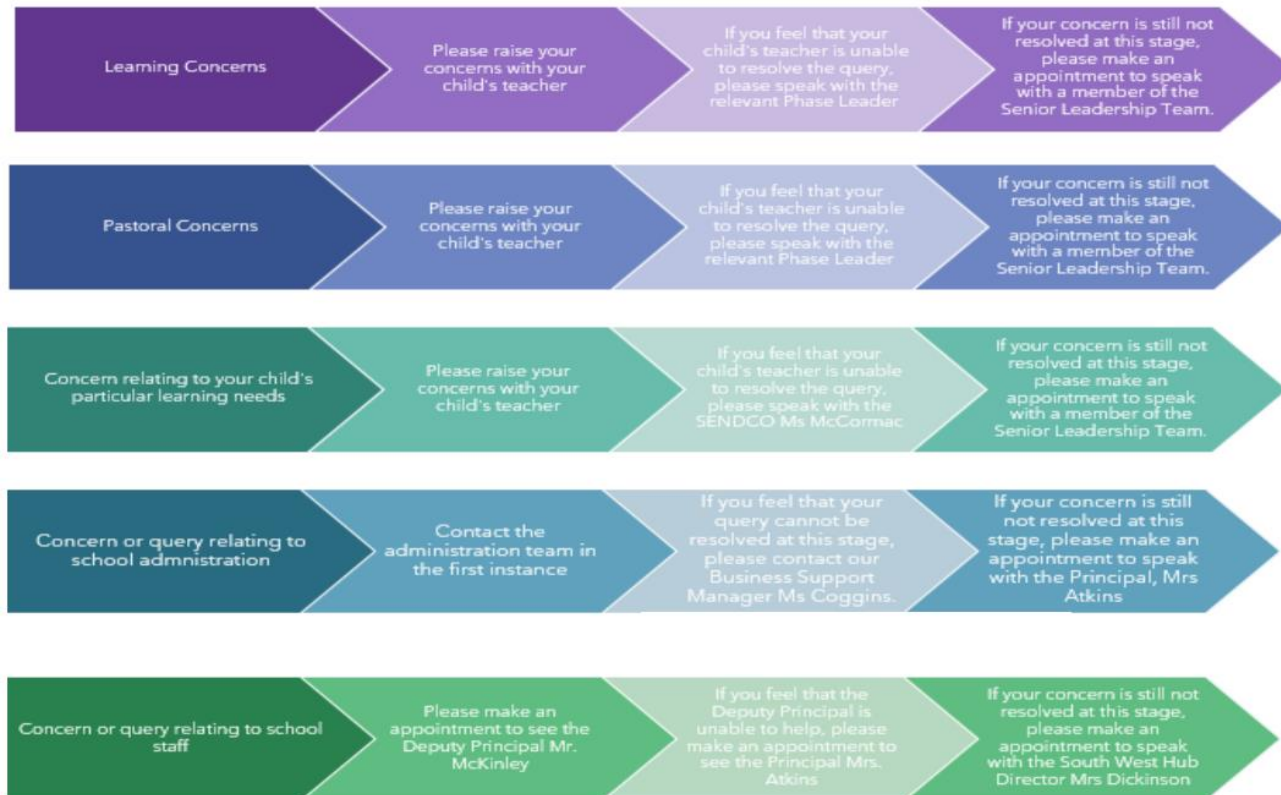 Learning Concerns
Please raise your
concerns with your
child's teacher
If you feel that your
child's teacher is unable
to resolve the query,
please speak with the
relevant Phase Leader
If your concern is still not
resolved at this stage,
please make an
appointment to speak
with a member of the
Senior Leadership Team.
Pastoral Concerns
Please raise your
concerns with your
child's teacher
If you feel that your
child's teacher is unable
to resolve the query,
please speak with the
relevant Phase Leader
If your concern is still not
resolved at this stage,
please make an
appointment to speak
with a member of the
Senior Leadership Team.
Concern relating to your child's
particular learning needs
Please raise your
concerns with your
child's teacher
If you feel that your
child's teacher is unable
to resolve the query,
please speak with the
SENDCO Ms McCormac
If your concern is still not
resolved at this stage,
please make an
appointment to speak
with a member of the
Senior Leadership Team.
Concern or query relating to
school admnistration
Contact the
administration team in
the first instance
If you feel that your
query cannot be
resolved at this stage,
please contact our
Business Support
Manager Ms Coggins.
If your concern is still
not resolved at this
stage, please make an
appointment to speak
with the Principal, Mrs
Atkins
Concern or query relating to school
staff
Please make an
appointment to see the
Deputy Principal Mr.
McKinley
If you feel that the
Deputy Principal is
unable to help, please
make an appointment to
see the Principal Mrs.
Atkins
If your concern is still not
resolved at this stage,
please make an
appointment to speak
with the South West Hub
Director Mrs Dickinson